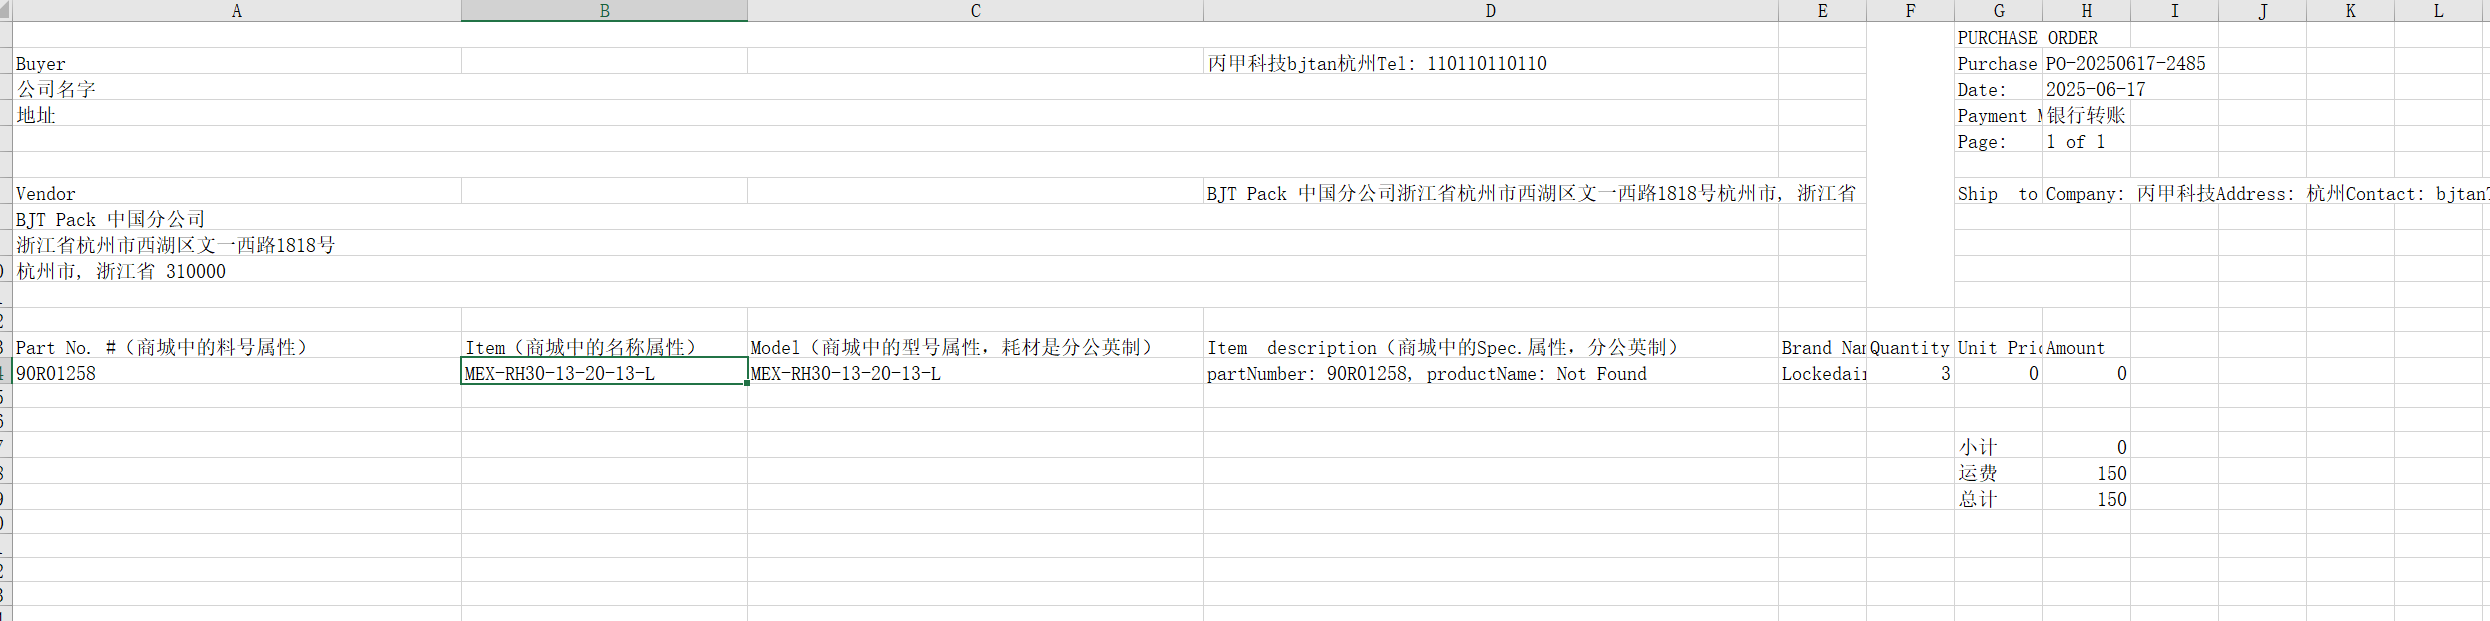 A B C D E F G H I J K L
PURCHASE ORDER
Buyer 丙甲科技bjtan杭州Tel: 110110110110 Purchase PO-20250617-2485
公司名字 Date: 2025-06-17
地址 Payment 银行转账
Page: 1 of 1
Vendor BJT Pack 中国分公司浙江省杭州市西湖区文一西路1818号杭州市, 浙江省 Ship to Company: 丙甲科技Address: 杭州Contact: bjtan
BJT Pack 中国分公司
浙江省杭州市西湖区文一西路1818号
杭州市, 浙江省 310000
Part No. #（商城中的料号属性） Item（商城中的名称属性） Model（商城中的型号属性，耗材是分公英制） Item description（商城中的Spec.属性，分公英制） Brand Quantity Unit Amount
90R01258 MEX-RH30-13-20-13-L MEX-RH30-13-20-13-L partNumber: 90R01258, productName: Not Found Lockedair 3 0 0
小计 0
运费 150
总计 150